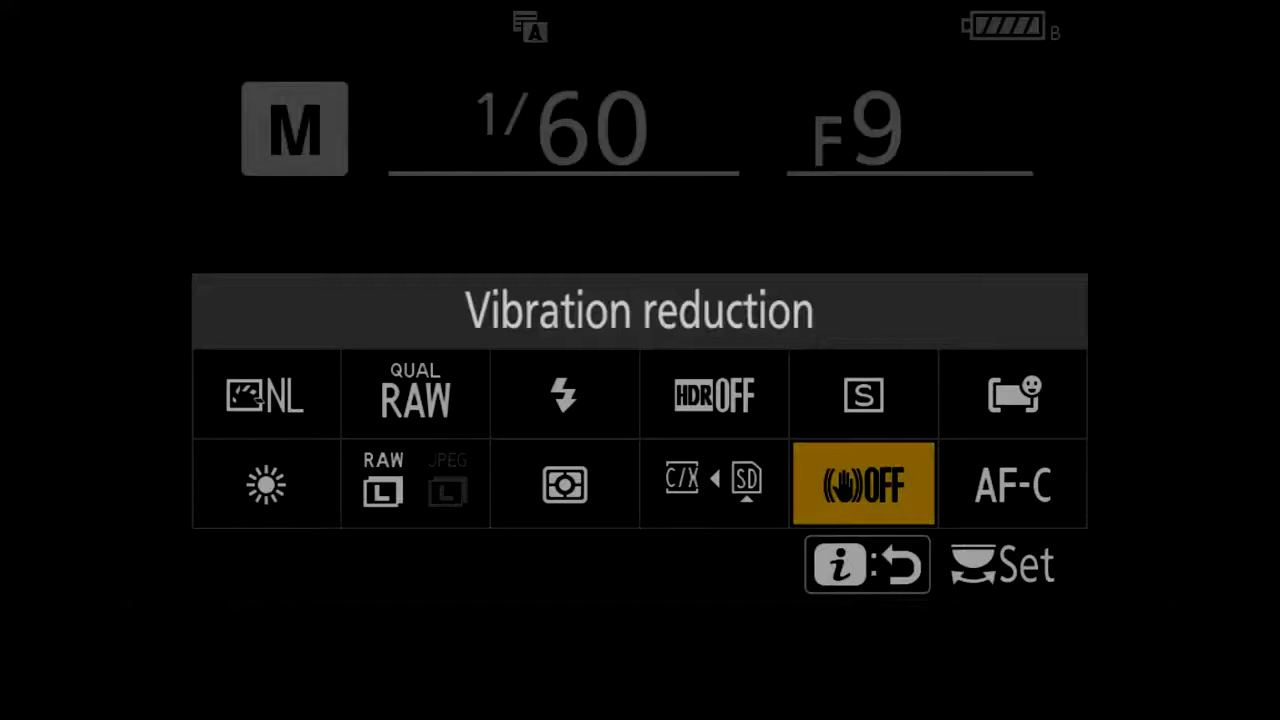 A
B
M 1/60 F9
Vibration reduction
NL QUAL RAW HDR OFF S
RAW L JPEG L C/X SD OFF AF-C
i: Set